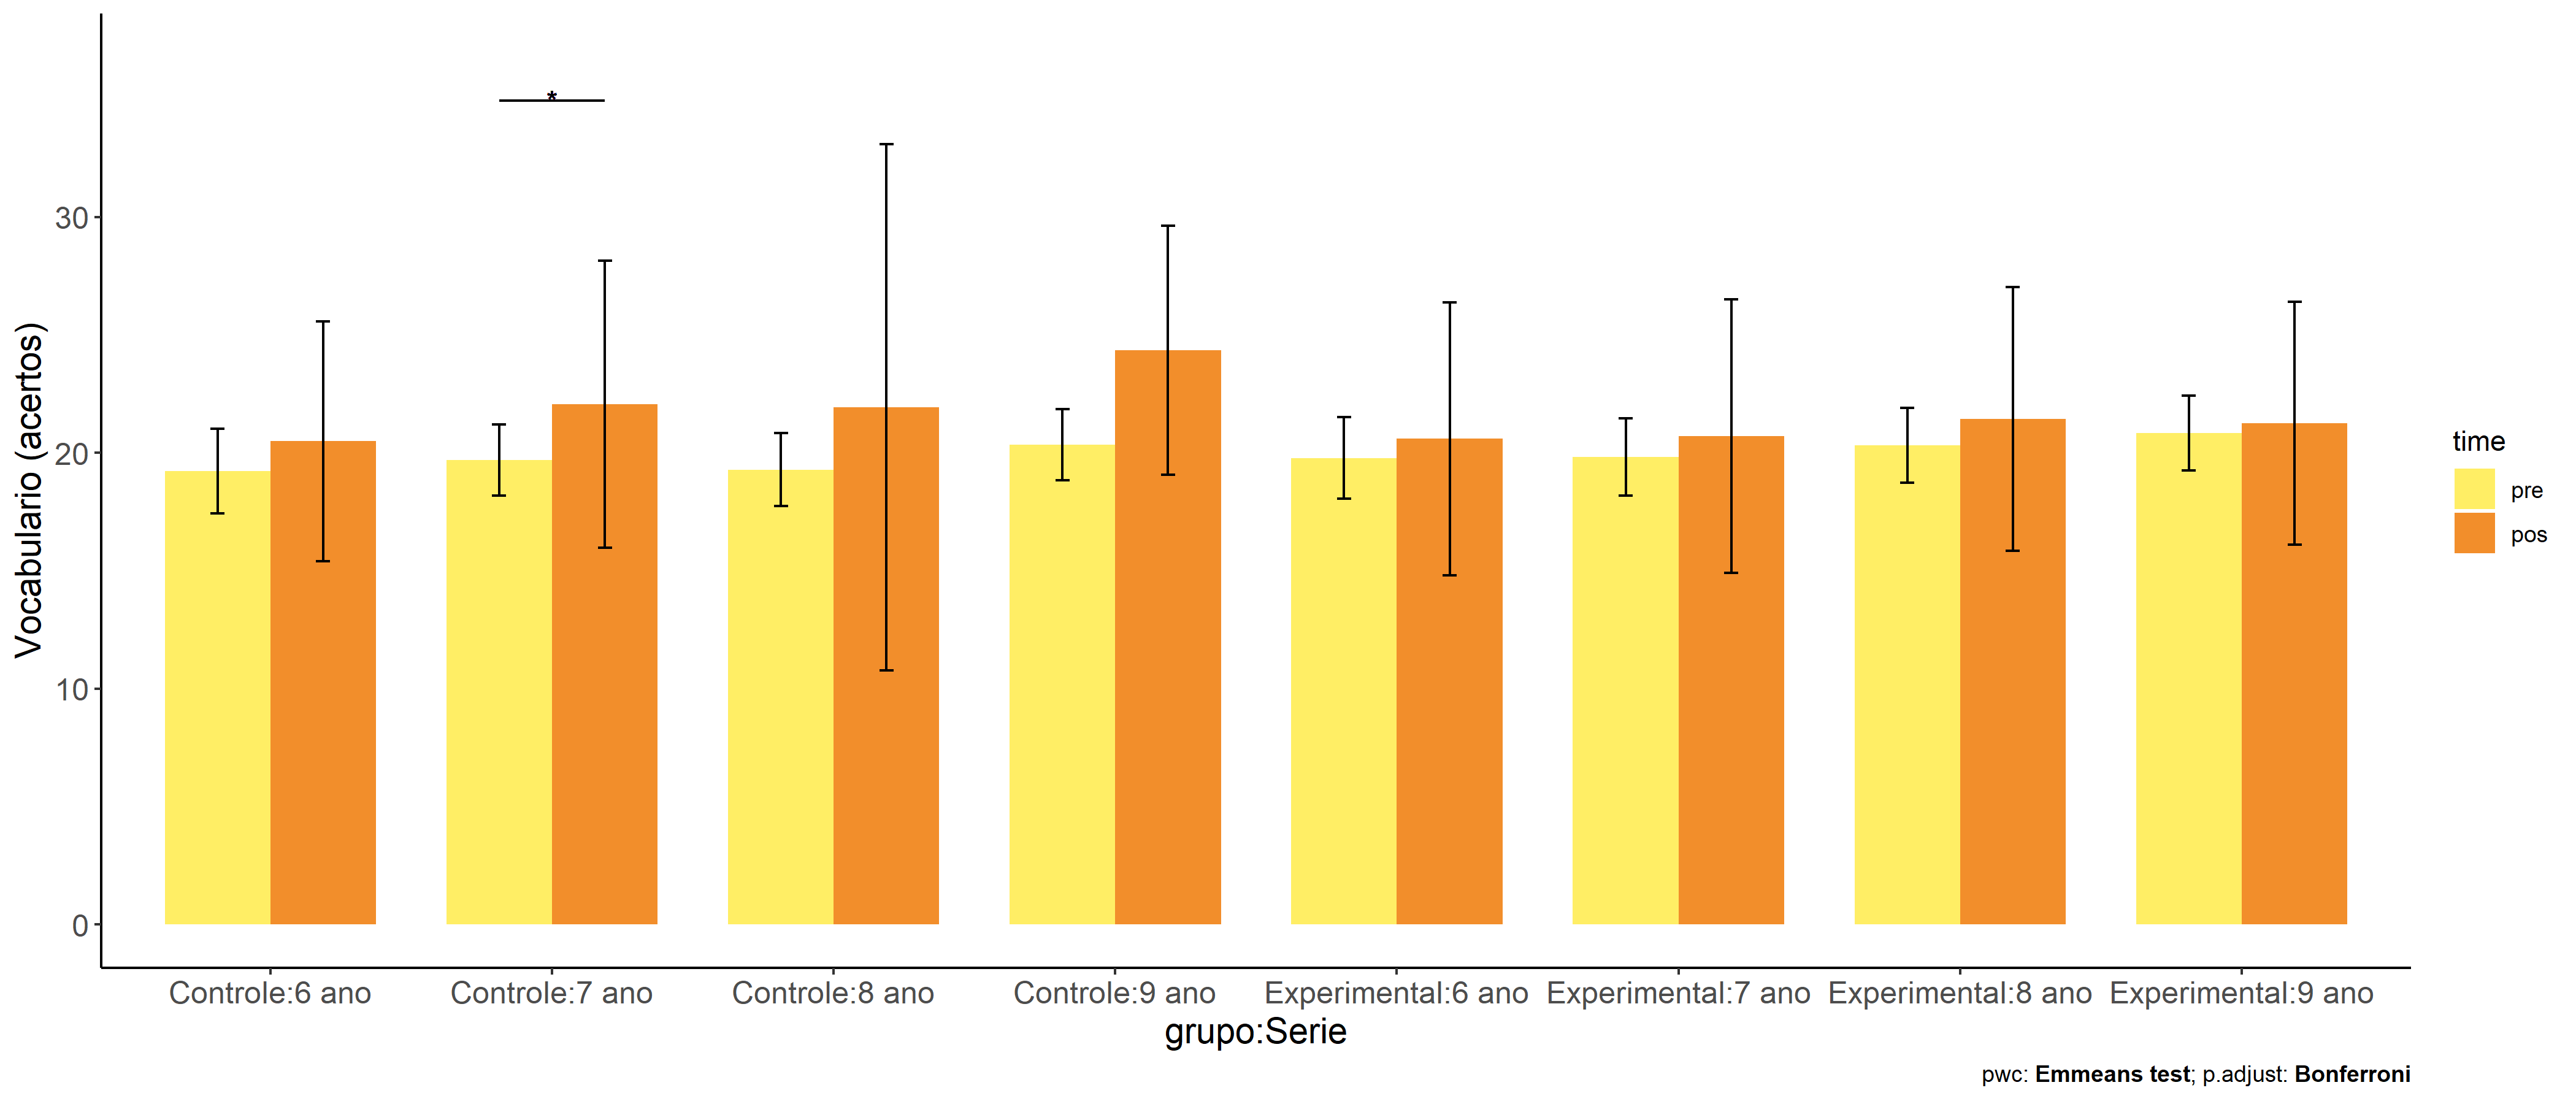 *
30
20
10
0
Vocabulario (acertos)
Controle:6 ano
Controle:7 ano
Controle:8 ano
Controle:9 ano
Experimental:6 ano
Experimental:7 ano
Experimental:8 ano
Experimental:9 ano
grupo:Serie
time
pre
pos
pwc: Emmeans test; p.adjust: Bonferroni